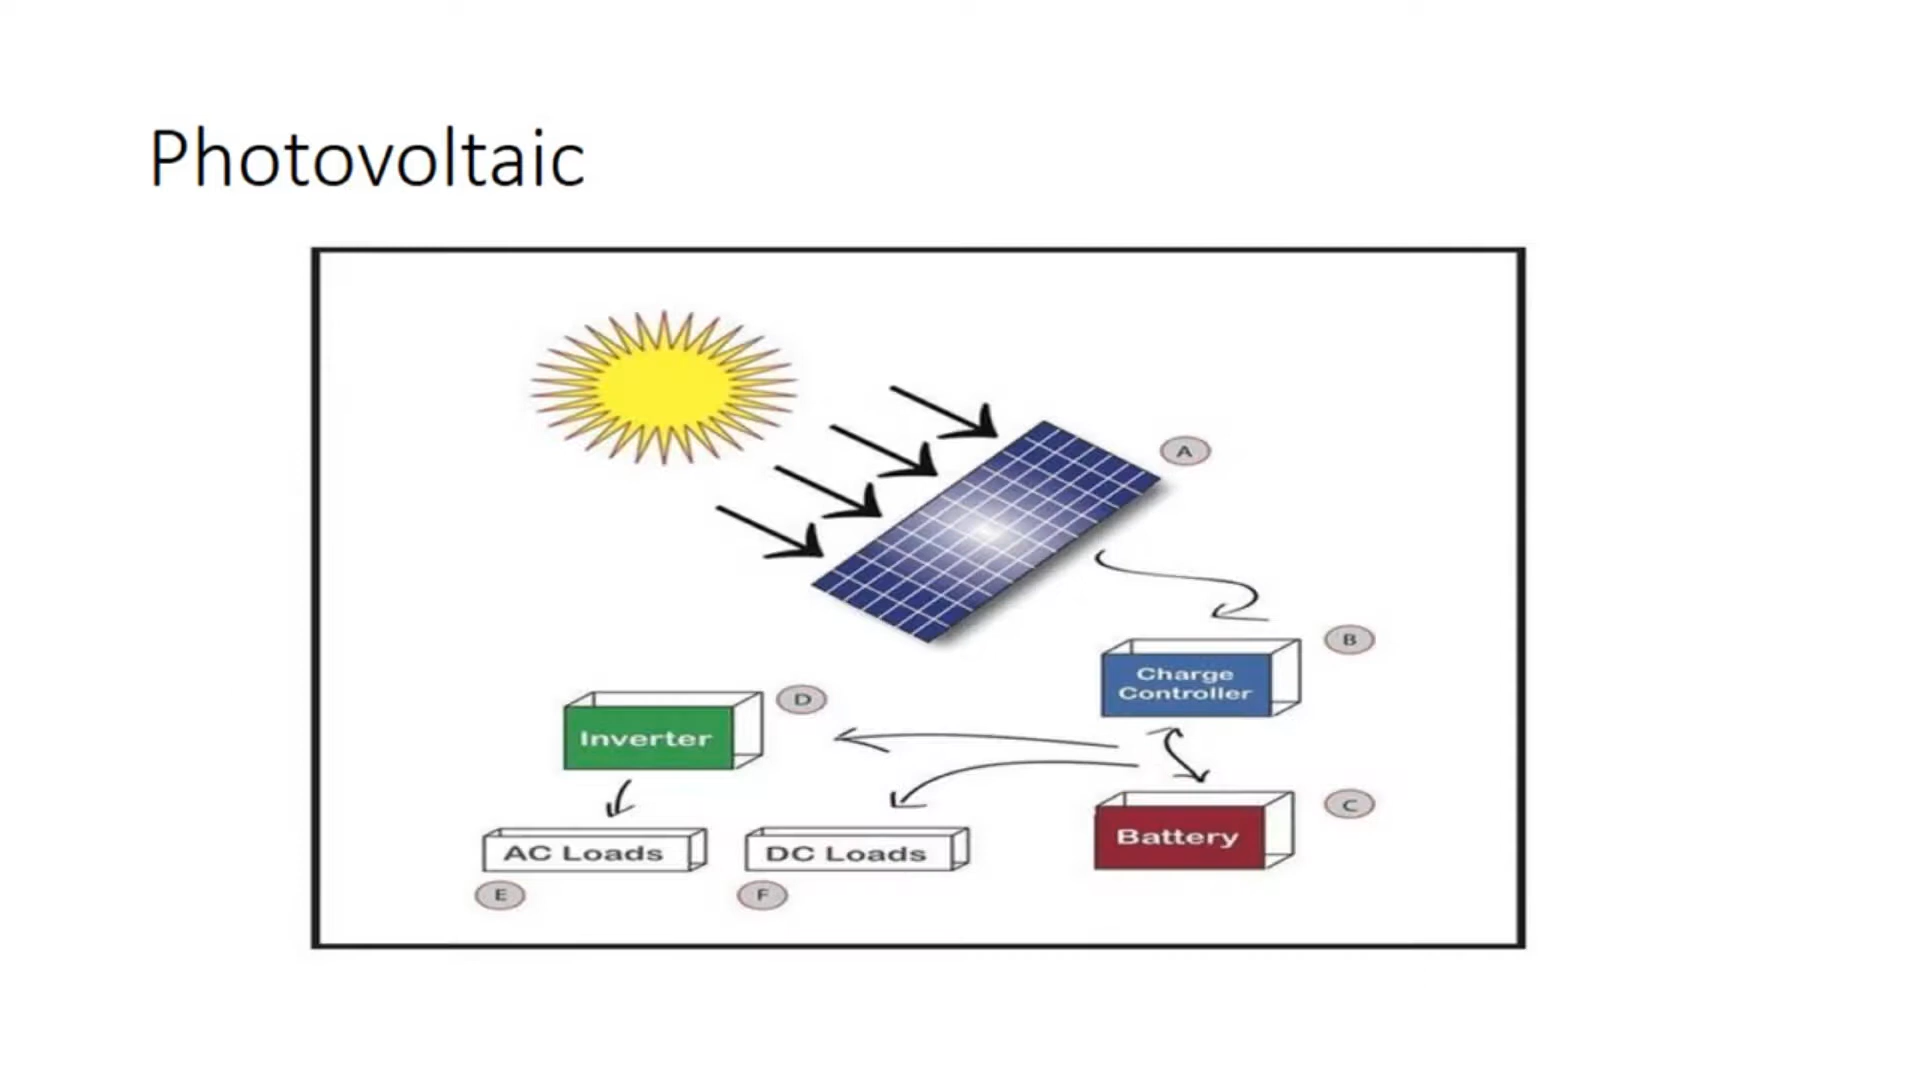 Photovoltaic
A
B
Charge
Controller
D
Inverter
C
Battery
AC Loads
DC Loads
E
F